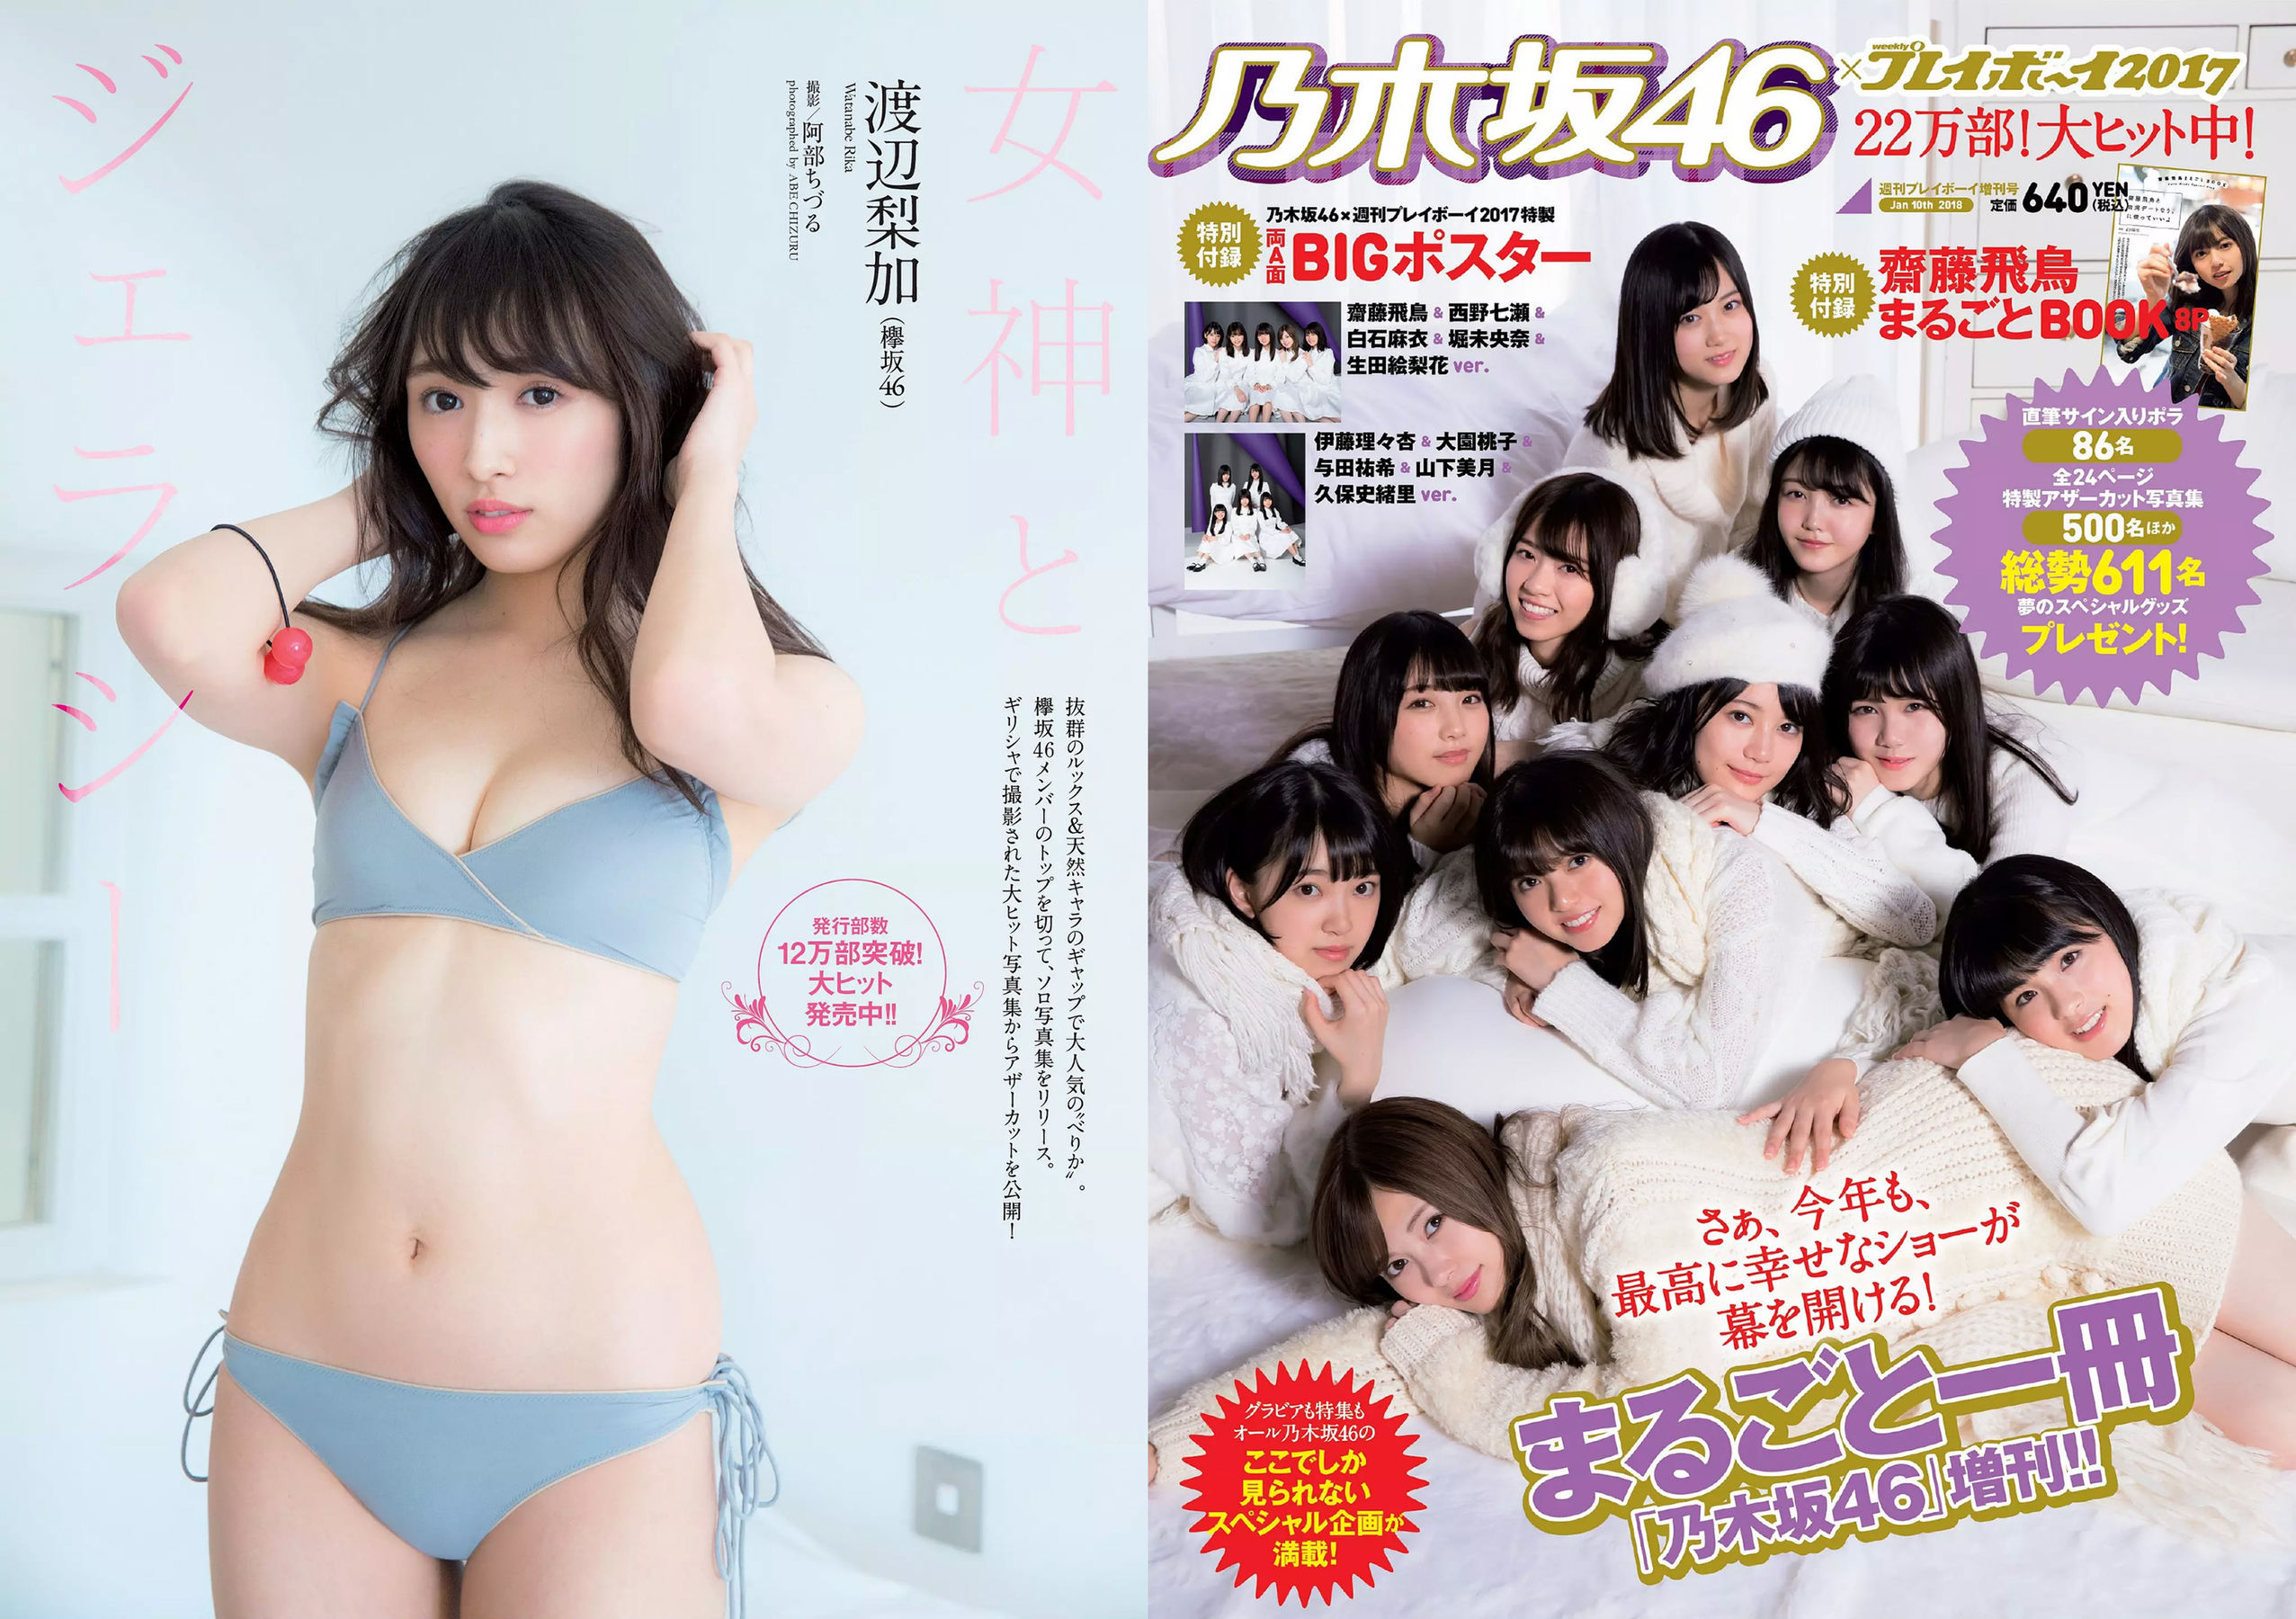 女神と
ジェラシー
渡辺梨加(欅坂46)
Watanabe Rika
撮影/阿部ちづる
photographed by ABE CHIZURU
抜群のルックス&天然キャラのギャップで大人気の“べりか”。
欅坂46メンバーのトップを切って、ソロ写真集をリリース。
ギリシャで撮影された大ヒット写真集からアザーカットを公開!
発行部数
12万部突破!
大ヒット
発売中!!
乃木坂46
×
weekly
プレイボーイ2017
22万部!大ヒット中!
週刊プレイボーイ増刊号
Jan 10th 2018
定価640YEN(税込)
特別
付録
乃木坂46×週刊プレイボーイ2017特製
両A面BIGポスター
齋藤飛鳥&西野七瀬&
白石麻衣&堀未央奈&
生田絵梨花ver.
伊藤理々杏&大園桃子&
与田祐希&山下美月&
久保史緒里ver.
特別
付録
齋藤飛鳥
まるごとBOOK8P
直筆サイン入りポラ
86名
全24ページ
特製アザーカット写真集
500名ほか
総勢611名
夢のスペシャルグッズ
プレゼント!
さぁ、今年も、
最高に幸せなショーが
幕を開ける!
まるごと一冊
「乃木坂46」増刊!!
グラビアも特集も
オール乃木坂46の
ここでしか
見られない
スペシャル企画が
満載!